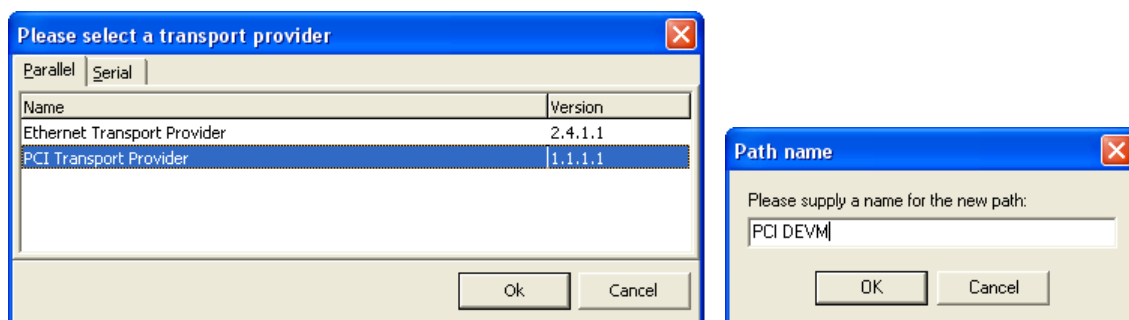 Please select a transport provider
Parallel Serial
Name Version
Ethernet Transport Provider 2.4.1.1
PCI Transport Provider 1.1.1.1
Ok Cancel
Path name
Please supply a name for the new path:
PCI DEVM
OK Cancel